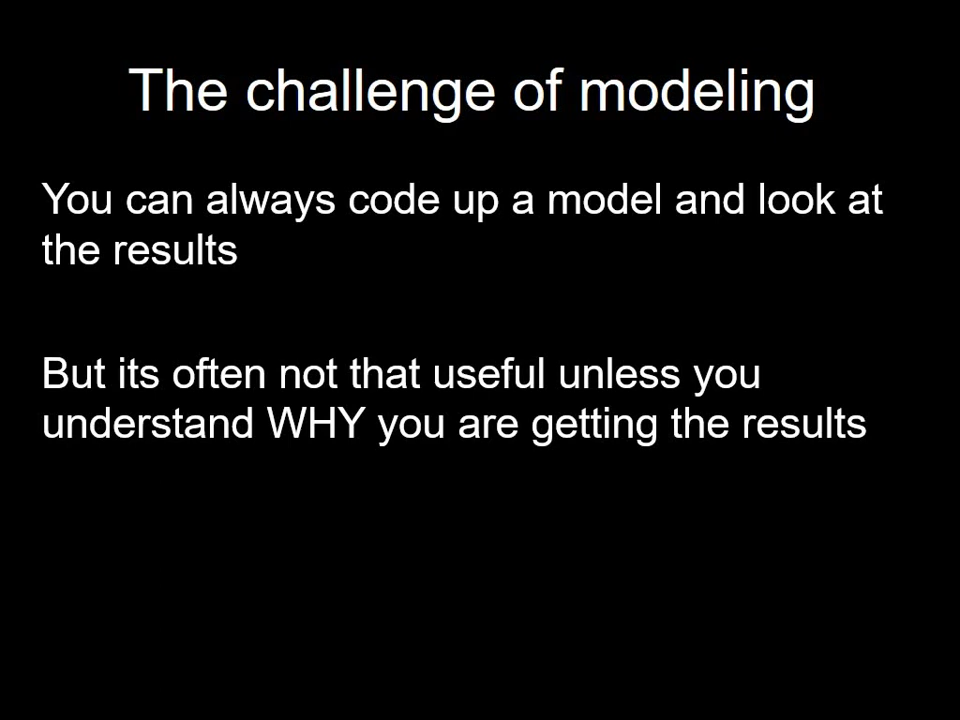 The challenge of modeling
You can always code up a model and look at
the results
But its often not that useful unless you
understand WHY you are getting the results